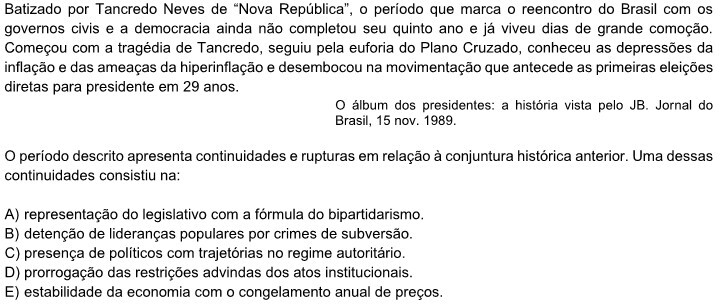 Batizado por Tancredo Neves de “Nova República”, o período que marca o reencontro do Brasil com os
governos civis e a democracia ainda não completou seu quinto ano e já viveu dias de grande comoção.
Começou com a tragédia de Tancredo, seguiu pela euforia do Plano Cruzado, conheceu as depressões da
inflação e das ameaças da hiperinflação e desembocou na movimentação que antecede as primeiras eleições
diretas para presidente em 29 anos.
O álbum dos presidentes: a história vista pelo JB. Jornal do
Brasil, 15 nov. 1989.
O período descrito apresenta continuidades e rupturas em relação à conjuntura histórica anterior. Uma dessas
continuidades consistiu na:
A) representação do legislativo com a fórmula do bipartidarismo.
B) detenção de lideranças populares por crimes de subversão.
C) presença de políticos com trajetórias no regime autoritário.
D) prorrogação das restrições advindas dos atos institucionais.
E) estabilidade da economia com o congelamento anual de preços.